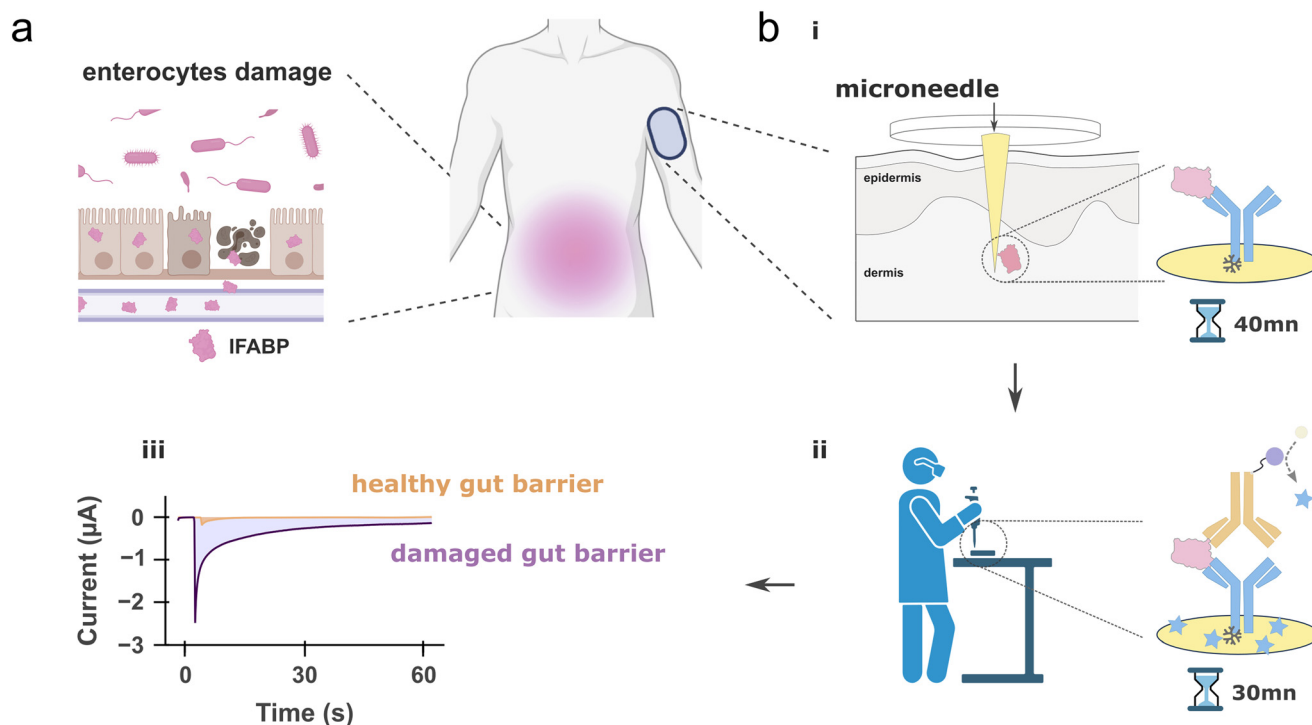 a
enterocytes damage
IFABP
b
i
microneedle
epidermis
dermis
40mn
ii
30mn
iii
healthy gut barrier
damaged gut barrier
Current (µA)
0
−1
−2
−3
0
30
60
Time (s)